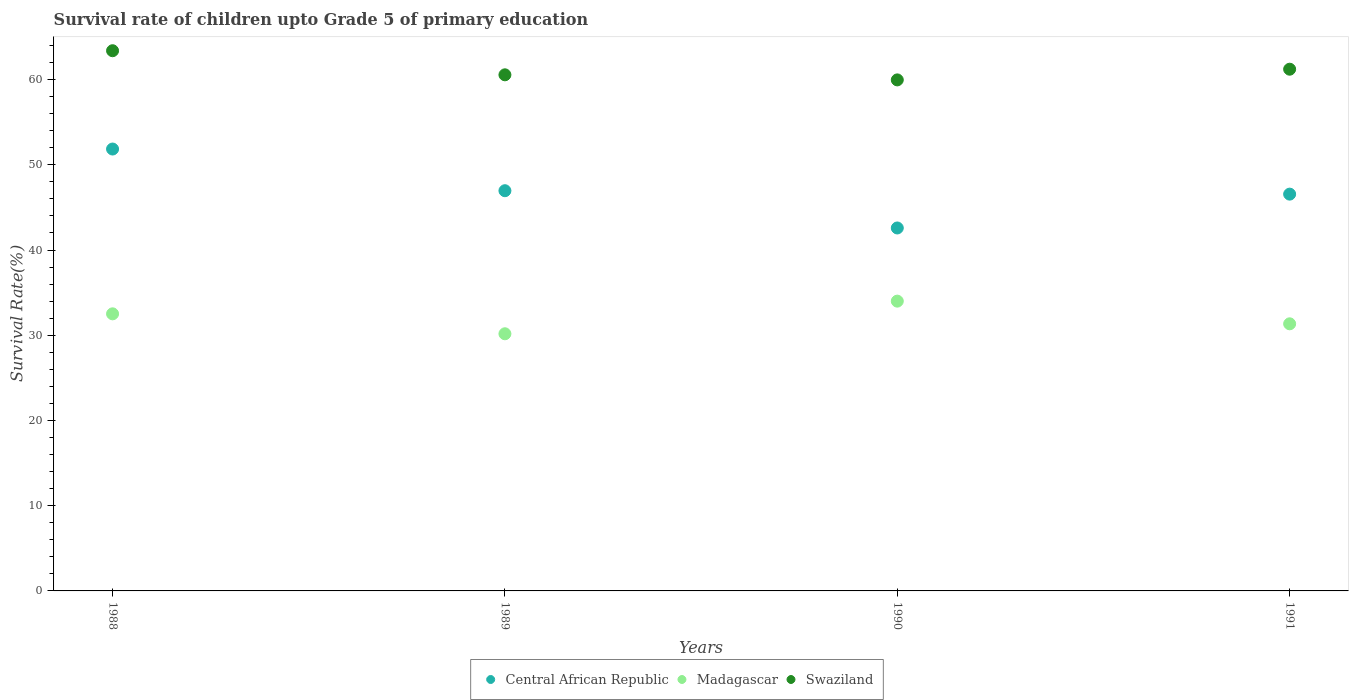 Survival rate of children upto Grade 5 of primary education
Survival Rate(%)
60
50
40
30
20
10
0
1988
1989
1990
1991
Years
Central African Republic
Madagascar
Swaziland